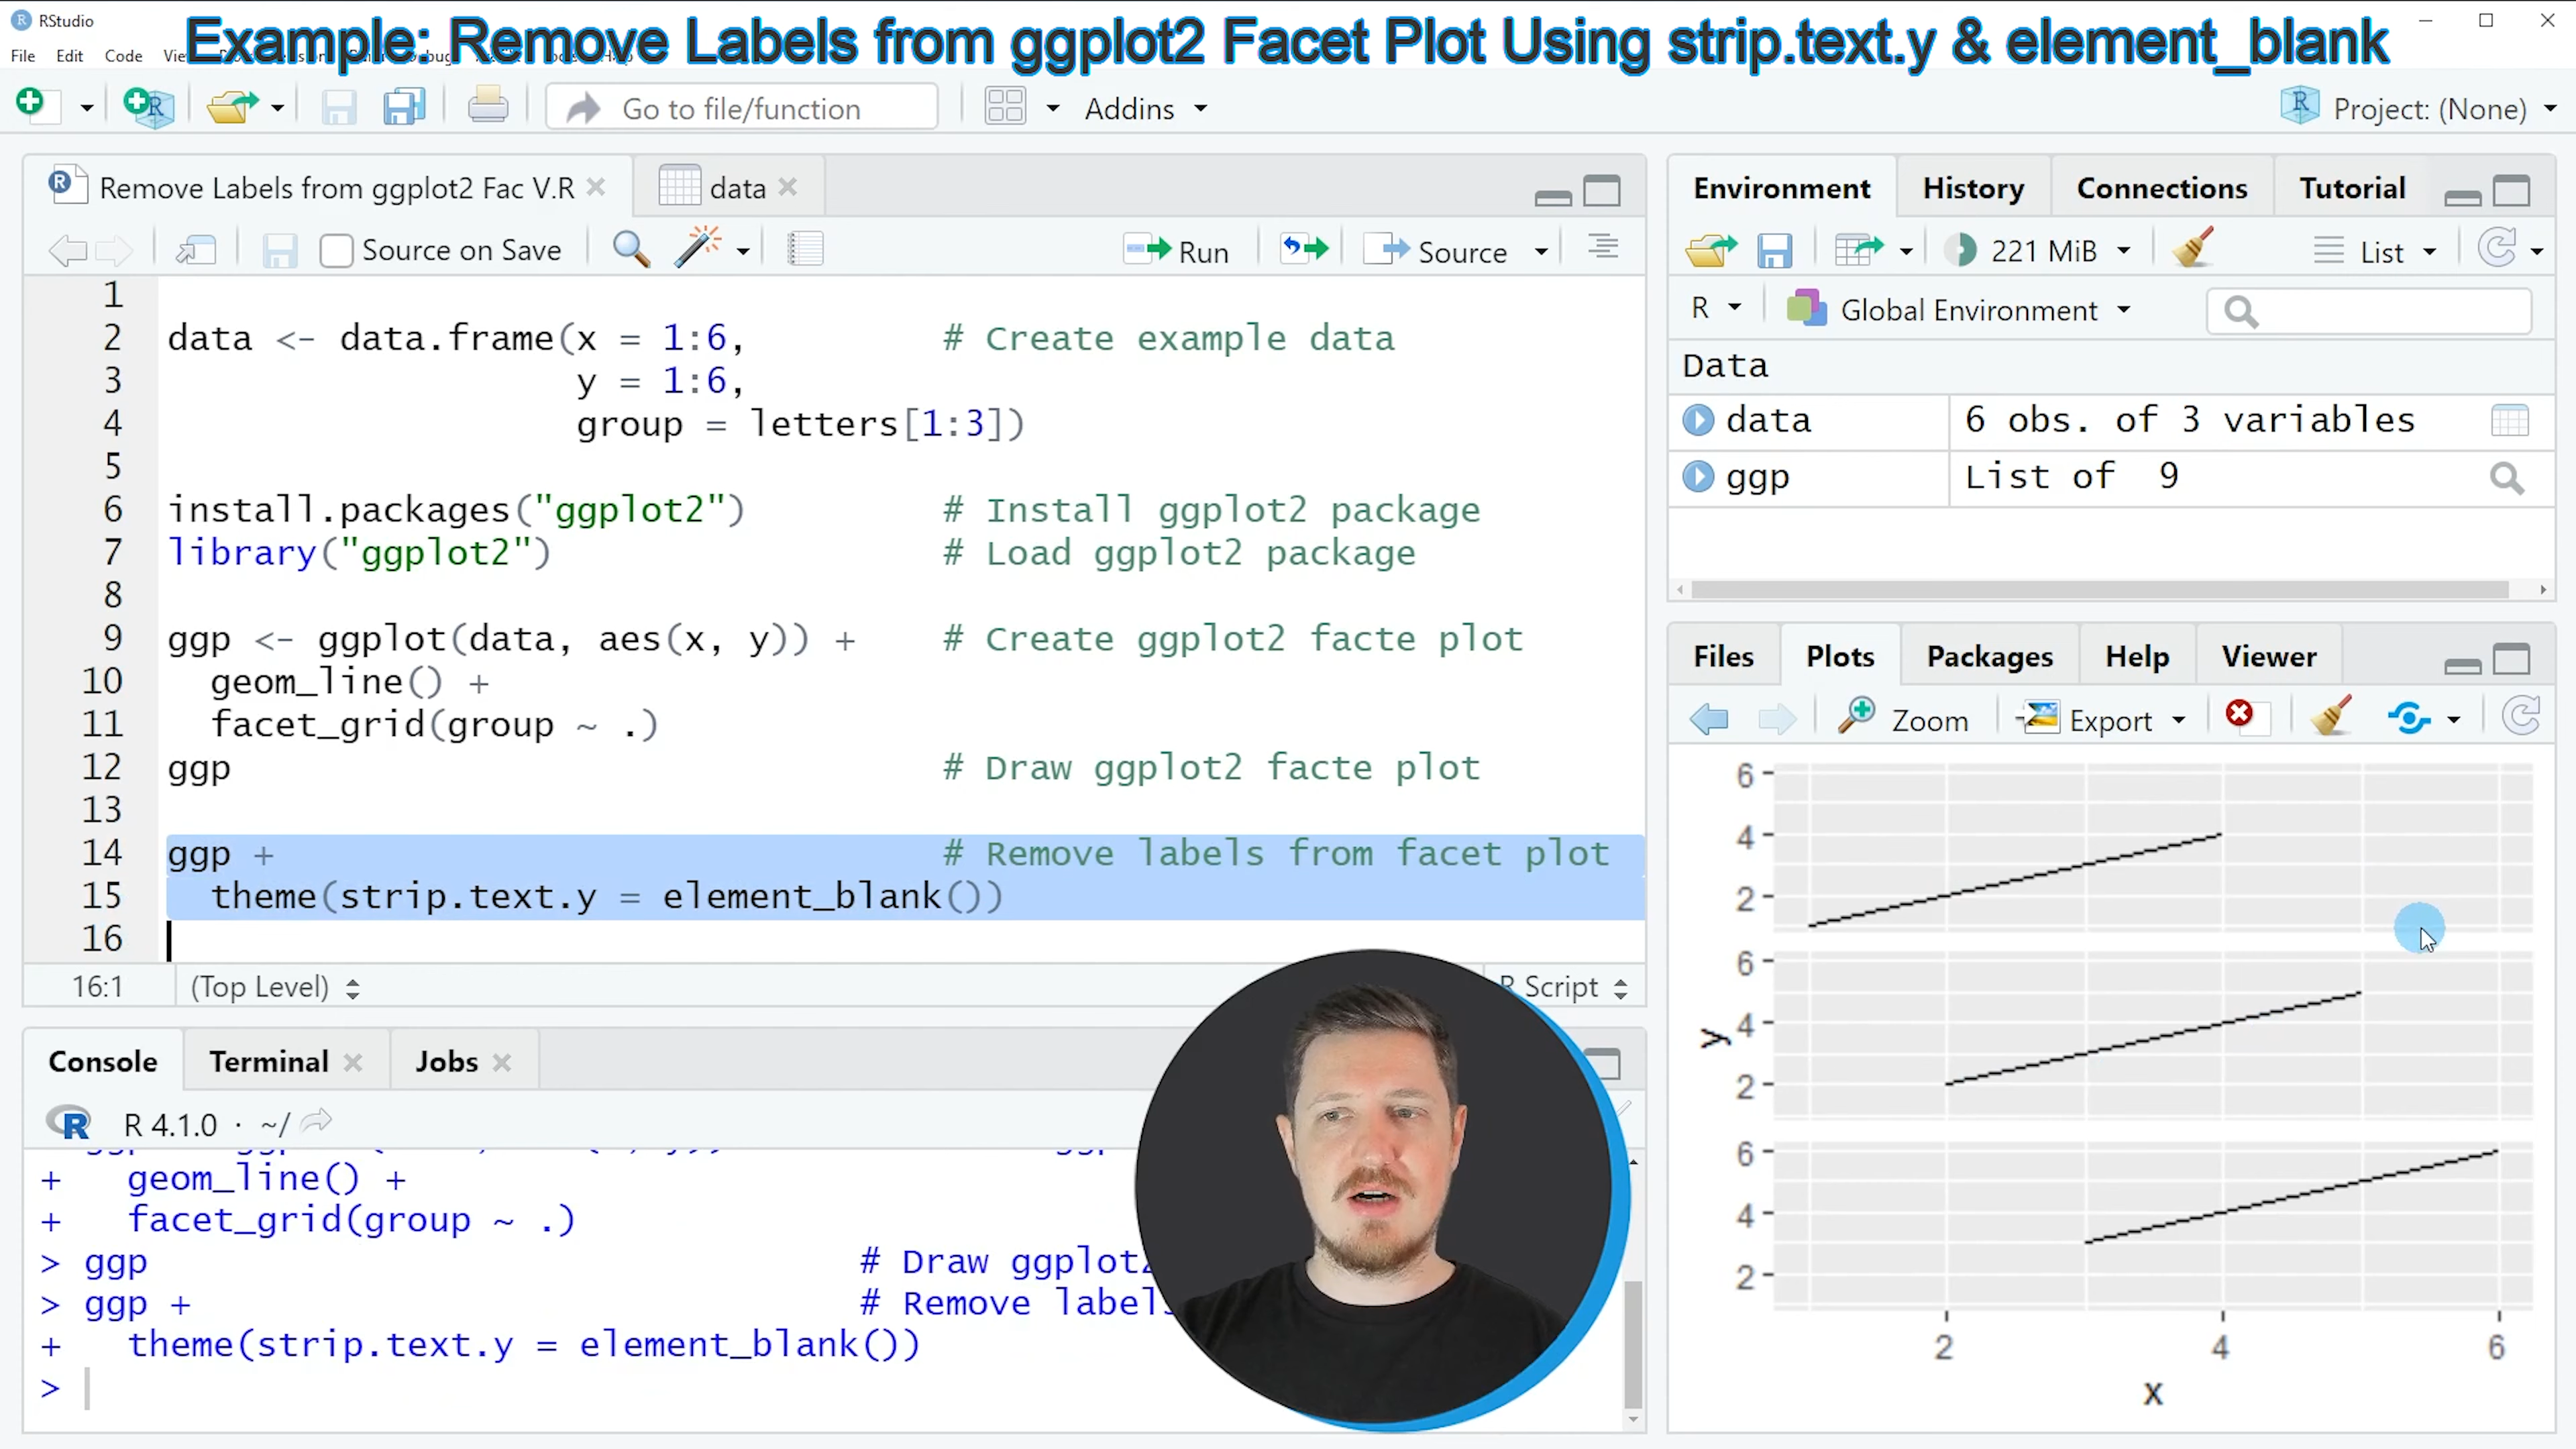 RStudio
Example: Remove Labels from ggplot2 Facet Plot Using strip.text.y & element_blank
File Edit Code
Go to file/function
Addins
Project: (None)
Remove Labels from ggplot2 Fac V.R
data
Source on Save
Run
Source
1
2 data <- data.frame(x = 1:6, # Create example data
3 y = 1:6,
4 group = letters[1:3])
5
6 install.packages("ggplot2") # Install ggplot2 package
7 library("ggplot2") # Load ggplot2 package
8
9 ggp <- ggplot(data, aes(x, y)) + # Create ggplot2 facte plot
10 geom_line() +
11 facet_grid(group ~ .)
12 ggp # Draw ggplot2 facte plot
13
14 ggp + # Remove labels from facet plot
15 theme(strip.text.y = element_blank())
16
16:1 (Top Level) R Script
Console Terminal Jobs
R 4.1.0 · ~/
+ geom_line() +
+ facet_grid(group ~ .)
> ggp # Draw ggplot2
> ggp + # Remove labels
+ theme(strip.text.y = element_blank())
>
Environment History Connections Tutorial
221 MiB
List
R Global Environment
Data
data 6 obs. of 3 variables
ggp List of 9
Files Plots Packages Help Viewer
Zoom Export
6
4
2
6
4
2
6
4
2
y
2 4 6
x